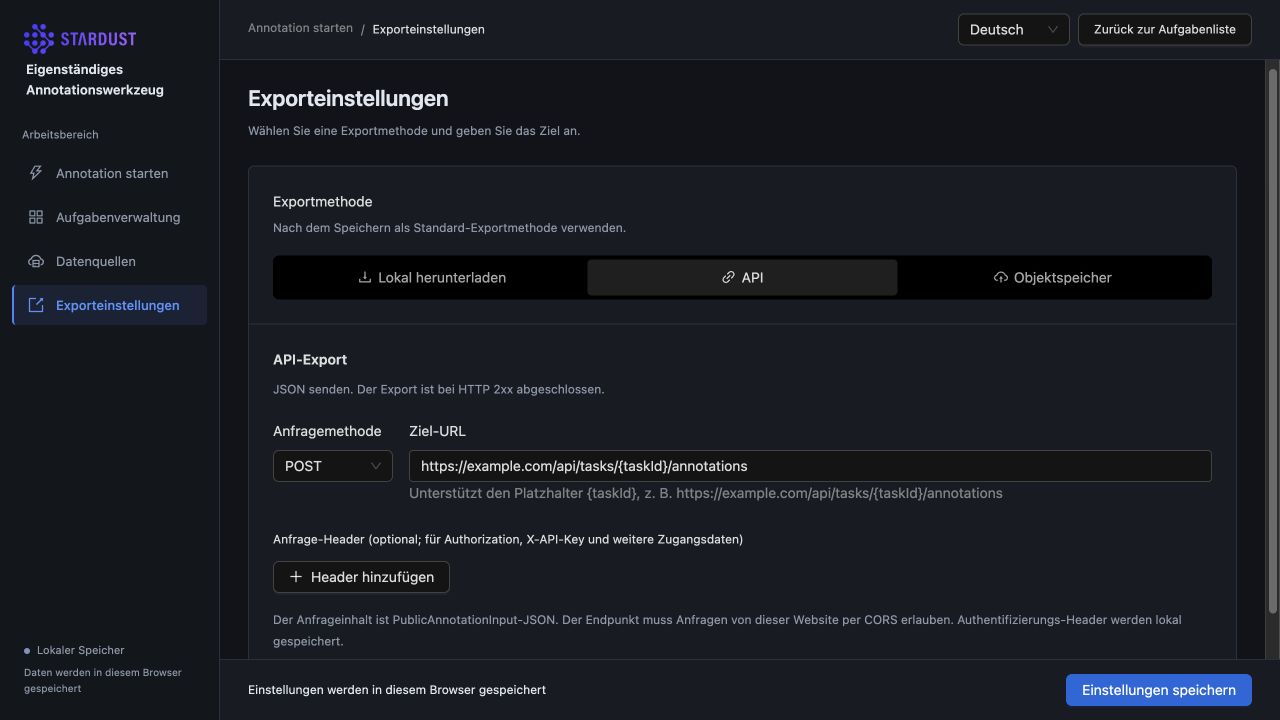 STARDUST
Eigenständiges
Annotationswerkzeug
Arbeitsbereich
Annotation starten
Aufgabenverwaltung
Datenquellen
Exporteinstellungen
Lokaler Speicher
Daten werden in diesem Browser
gespeichert
Annotation starten / Exporteinstellungen
Deutsch
Zurück zur Aufgabenliste
Exporteinstellungen
Wählen Sie eine Exportmethode und geben Sie das Ziel an.
Exportmethode
Nach dem Speichern als Standard-Exportmethode verwenden.
Lokal herunterladen
API
Objektspeicher
API-Export
JSON senden. Der Export ist bei HTTP 2xx abgeschlossen.
Anfragemethode
Ziel-URL
POST
https://example.com/api/tasks/{taskId}/annotations
Unterstützt den Platzhalter {taskId}, z. B. https://example.com/api/tasks/{taskId}/annotations
Anfrage-Header (optional; für Authorization, X-API-Key und weitere Zugangsdaten)
Header hinzufügen
Der Anfrageinhalt ist PublicAnnotationInput-JSON. Der Endpunkt muss Anfragen von dieser Website per CORS erlauben. Authentifizierungs-Header werden lokal
gespeichert.
Einstellungen werden in diesem Browser gespeichert
Einstellungen speichern